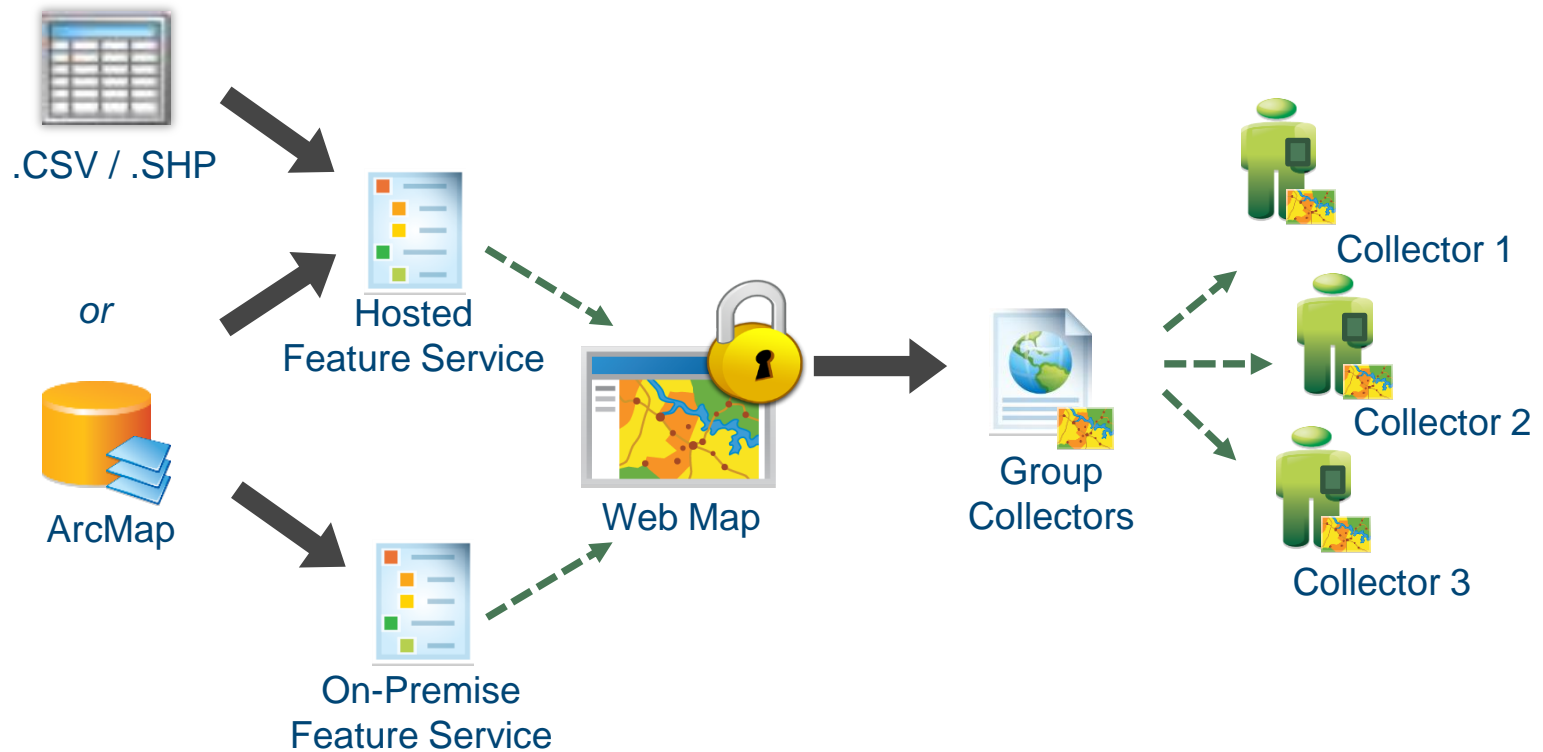 .CSV / .SHP
or
ArcMap
Hosted
Feature Service
On-Premise
Feature Service
Web Map
Group
Collectors
Collector 1
Collector 2
Collector 3